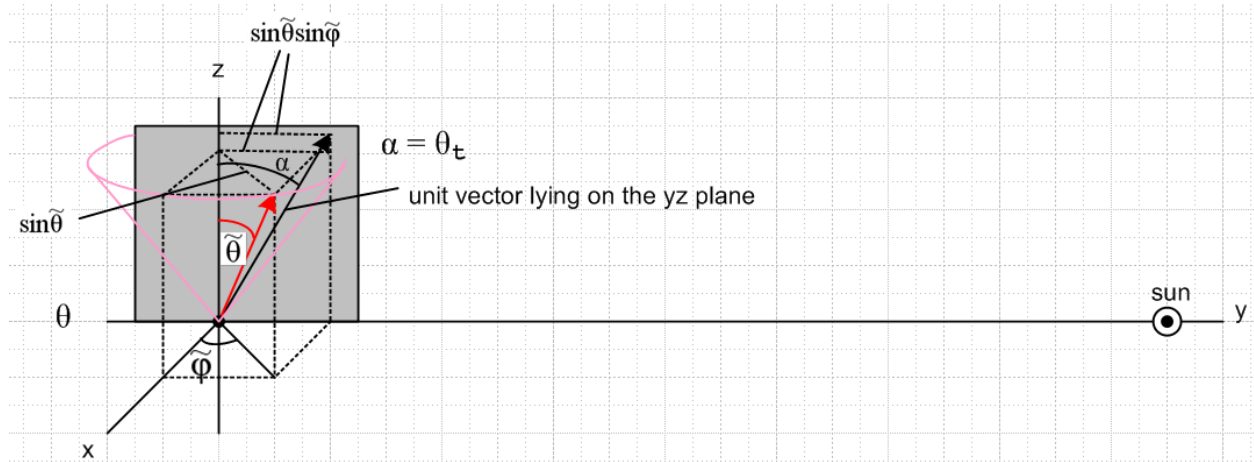 sinθ̃sinφ̃
z
α
α = θt
unit vector lying on the yz plane
sinθ̃
θ̃
θ
sun
y
φ̃
x